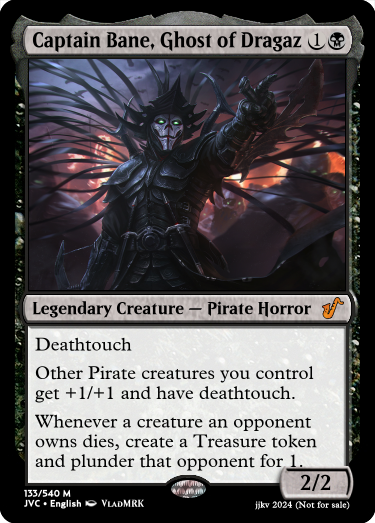 Captain Bane, Ghost of Dragaz 1
Legendary Creature — Pirate Horror
Deathtouch
Other Pirate creatures you control
get +1/+1 and have deathtouch.
Whenever a creature an opponent
owns dies, create a Treasure token
and plunder that opponent for 1.
2/2
133/540 M
JVC • English VladMRK
jjkv 2024 (Not for sale)